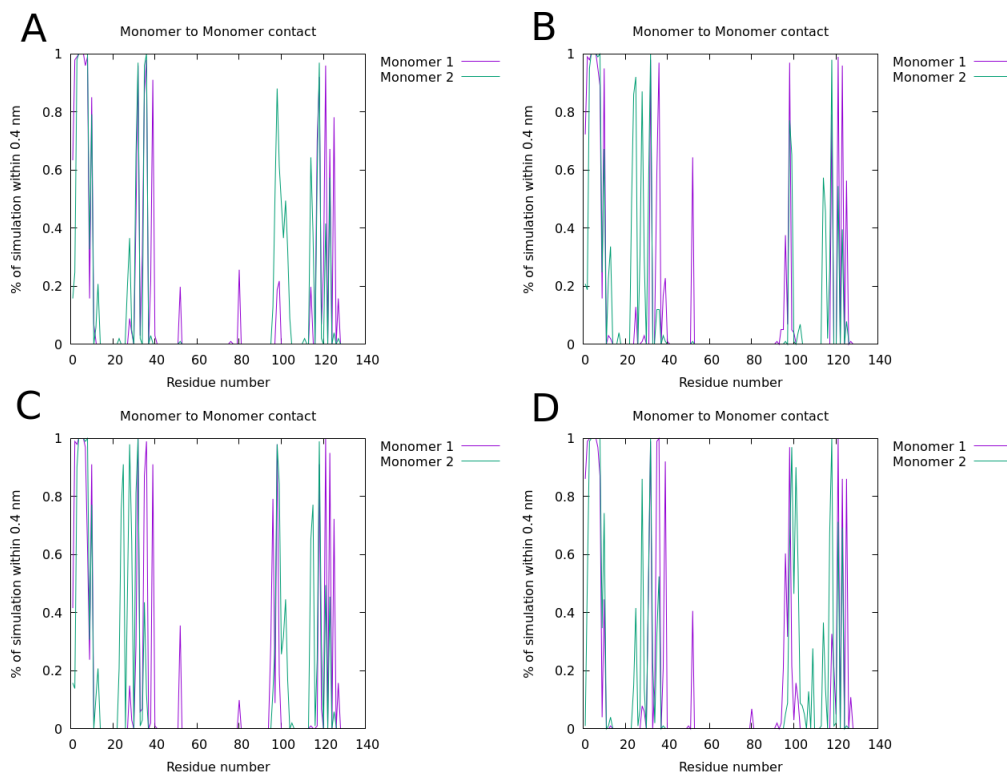 A
Monomer to Monomer contact
% of simulation within 0.4 nm
1
0.8
0.6
0.4
0.2
0
0 20 40 60 80 100 120 140
Residue number
Monomer 1
Monomer 2
B
Monomer to Monomer contact
% of simulation within 0.4 nm
1
0.8
0.6
0.4
0.2
0
0 20 40 60 80 100 120 140
Residue number
Monomer 1
Monomer 2
C
Monomer to Monomer contact
% of simulation within 0.4 nm
1
0.8
0.6
0.4
0.2
0
0 20 40 60 80 100 120 140
Residue number
Monomer 1
Monomer 2
D
Monomer to Monomer contact
% of simulation within 0.4 nm
1
0.8
0.6
0.4
0.2
0
0 20 40 60 80 100 120 140
Residue number
Monomer 1
Monomer 2